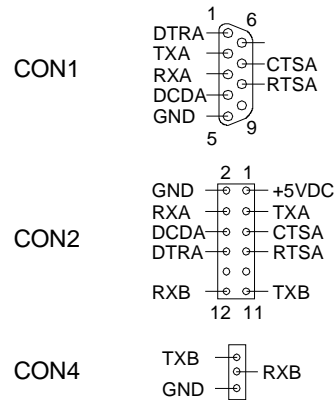 1 6
DTRA
TXA
CON1 RXA CTSA
DCDA RTSA
GND
5 9
2 1
GND +5VDC
RXA TXA
CON2 DCDA CTSA
DTRA RTSA
RXB TXB
12 11
TXB
CON4 RXB
GND